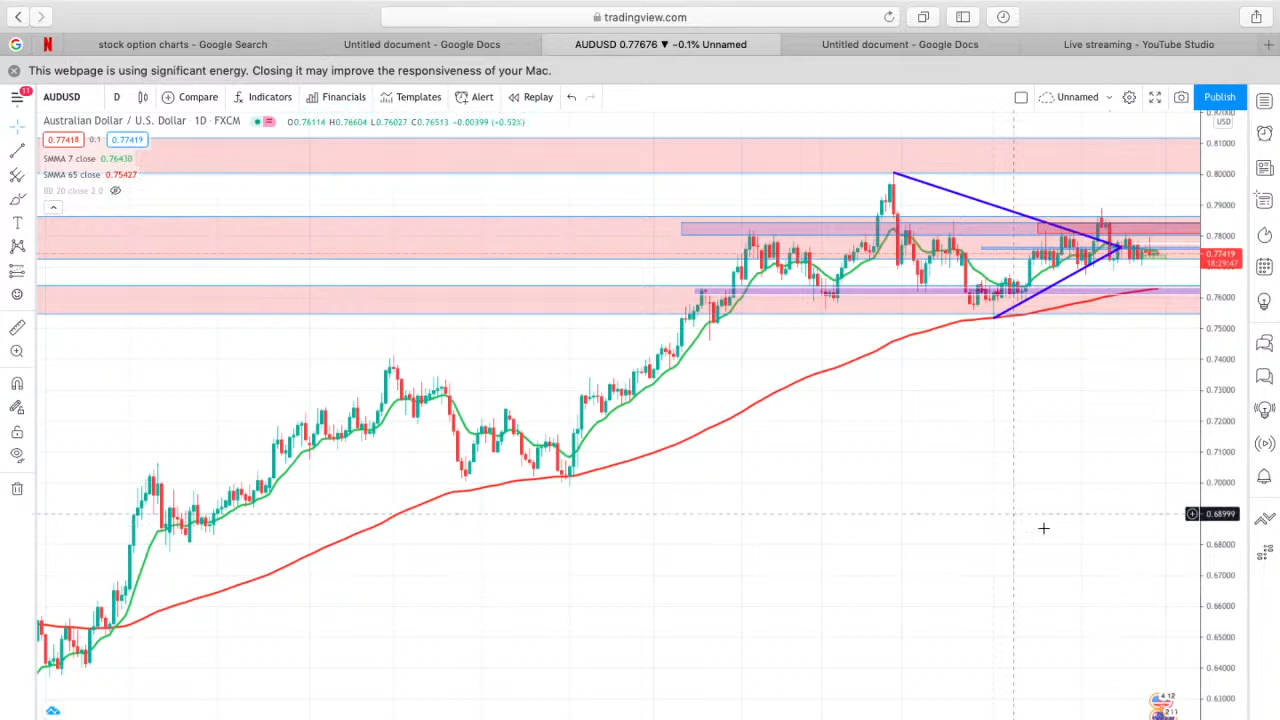 tradingview.com
stock option charts - Google Search
Untitled document - Google Docs
AUDUSD 0.77676 ▼ -0.1% Unnamed
Untitled document - Google Docs
Live streaming - YouTube Studio
This webpage is using significant energy. Closing it may improve the responsiveness of your Mac.
11
AUDUSD D Compare Indicators Financials Templates Alert Replay Unnamed Publish
Australian Dollar / U.S. Dollar · 1D · FXCM O0.76114 H0.76604 L0.76027 C0.76513 -0.00399 (+0.52%)
USD
0.77418 0.1 0.77419
SMMA 7 close 0.76430
SMMA 65 close 0.75427
BB 20 close 2 0
0.81000
0.80000
0.79000
0.78000
0.77419
18:29:47
0.76000
0.75000
0.74000
0.73000
0.72000
0.71000
0.70000
0.68999
0.68000
0.67000
0.66000
0.65000
0.64000
0.63000